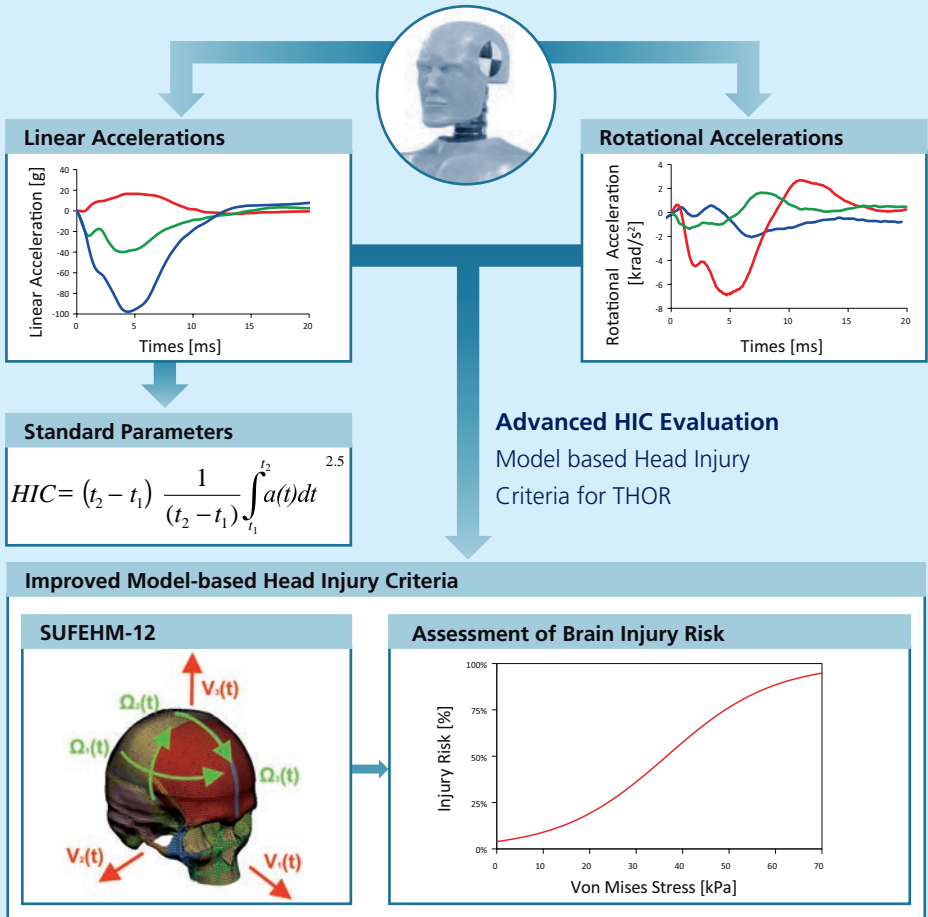 Linear Accelerations
Linear Acceleration [g]
40
20
0
-20
-40
-60
-80
-100
0 5 10 15 20
Times [ms]
Rotational Accelerations
Rotational Acceleration
[krad/s²]
4
2
0
-2
-4
-6
-8
0 5 10 15 20
Times [ms]
Standard Parameters
HIC = (t₂ – t₁) 1/(t₂ – t₁) ∫t₁t₂ a(t)dt 2.5
Advanced HIC Evaluation
Model based Head Injury
Criteria for THOR
Improved Model-based Head Injury Criteria
SUFEHM-12
V₃(t)
Ω₂(t)
Ω₁(t)
Ω₃(t)
V₂(t)
V₁(t)
Assessment of Brain Injury Risk
Injury Risk [%]
100%
75%
50%
25%
0%
0 10 20 30 40 50 60 70
Von Mises Stress [kPa]